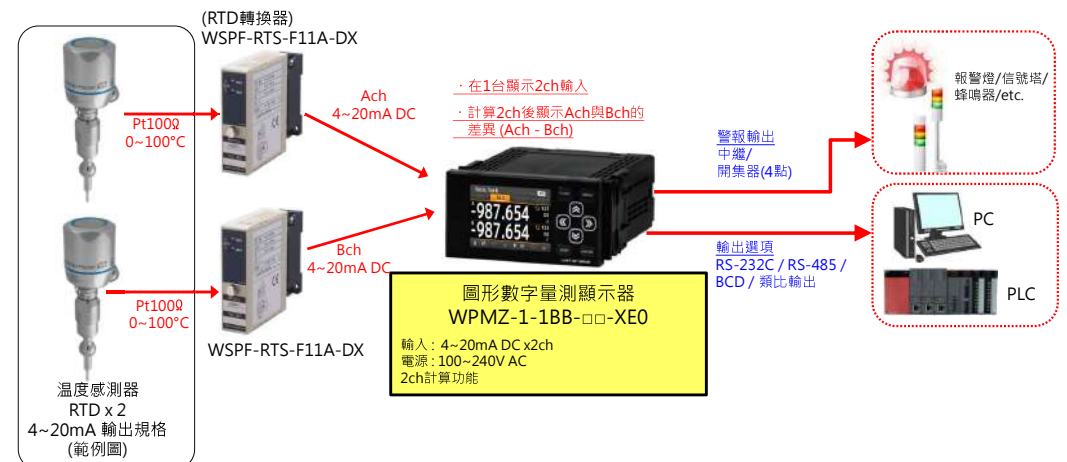 (RTD轉換器)
WSPF-RTS-F11A-DX
Pt100Ω
0~100°C
Ach
4~20mA DC
．在1台顯示2ch輸入
．計算2ch後顯示Ach與Bch的
差異 (Ach - Bch)
警報輸出
中繼/
開集器(4點)
報警燈/信號塔/
蜂鳴器/etc.
-987.654
-987.654
Bch
4~20mA DC
Pt100Ω
0~100°C
WSPF-RTS-F11A-DX
輸出選項
RS-232C / RS-485 /
BCD / 類比輸出
PC
PLC
圖形數字量測顯示器
WPMZ-1-1BB-□□-XE0
輸入 : 4~20mA DC x2ch
電源 : 100~240V AC
2ch計算功能
温度感測器
RTD x 2
4~20mA 輸出規格
(範例圖)